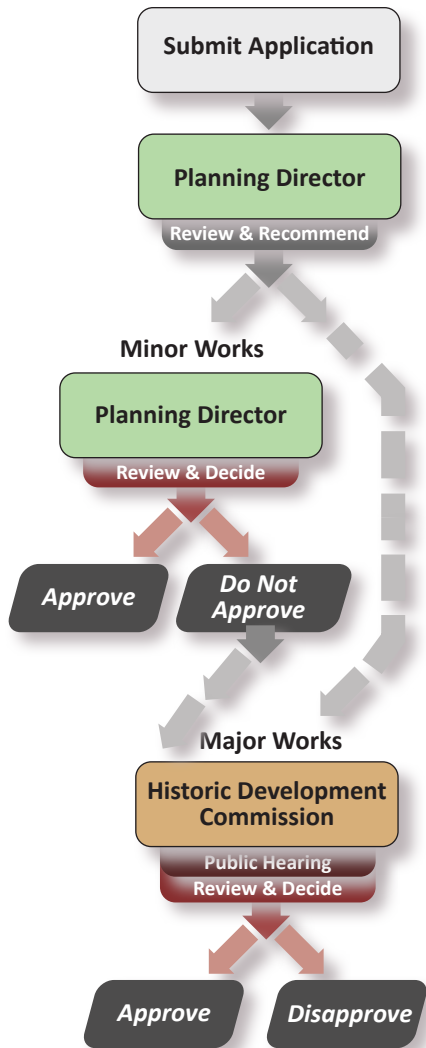 Submit Application
Planning Director
Review & Recommend
Minor Works
Planning Director
Review & Decide
Approve
Do Not
Approve
Major Works
Historic Development
Commission
Public Hearing
Review & Decide
Approve
Disapprove